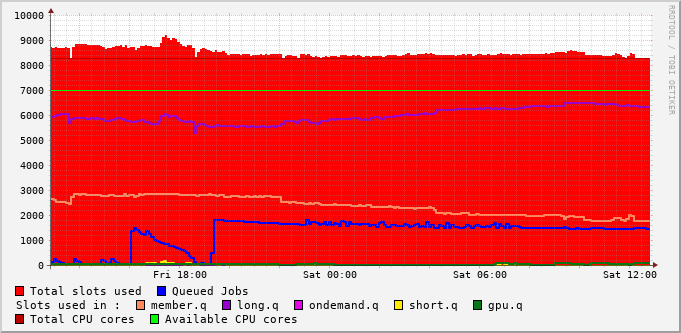 RRDTOOL / TOBI OETIKER
10000
9000
8000
7000
6000
5000
4000
3000
2000
1000
0
Fri 18:00 Sat 00:00 Sat 06:00 Sat 12:00
Total slots used Queued Jobs
Slots used in : member.q long.q ondemand.q short.q gpu.q
Total CPU cores Available CPU cores